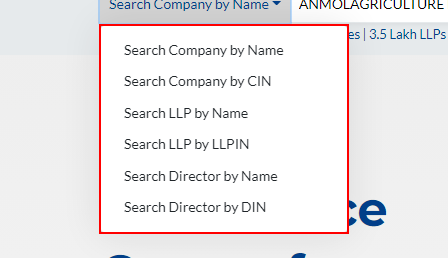 Search Company by Name ANMOLAGRICULTURE
es | 3.5 Lakh LLPs
Search Company by Name
Search Company by CIN
Search LLP by Name
Search LLP by LLPIN
Search Director by Name
Search Director by DIN
ce